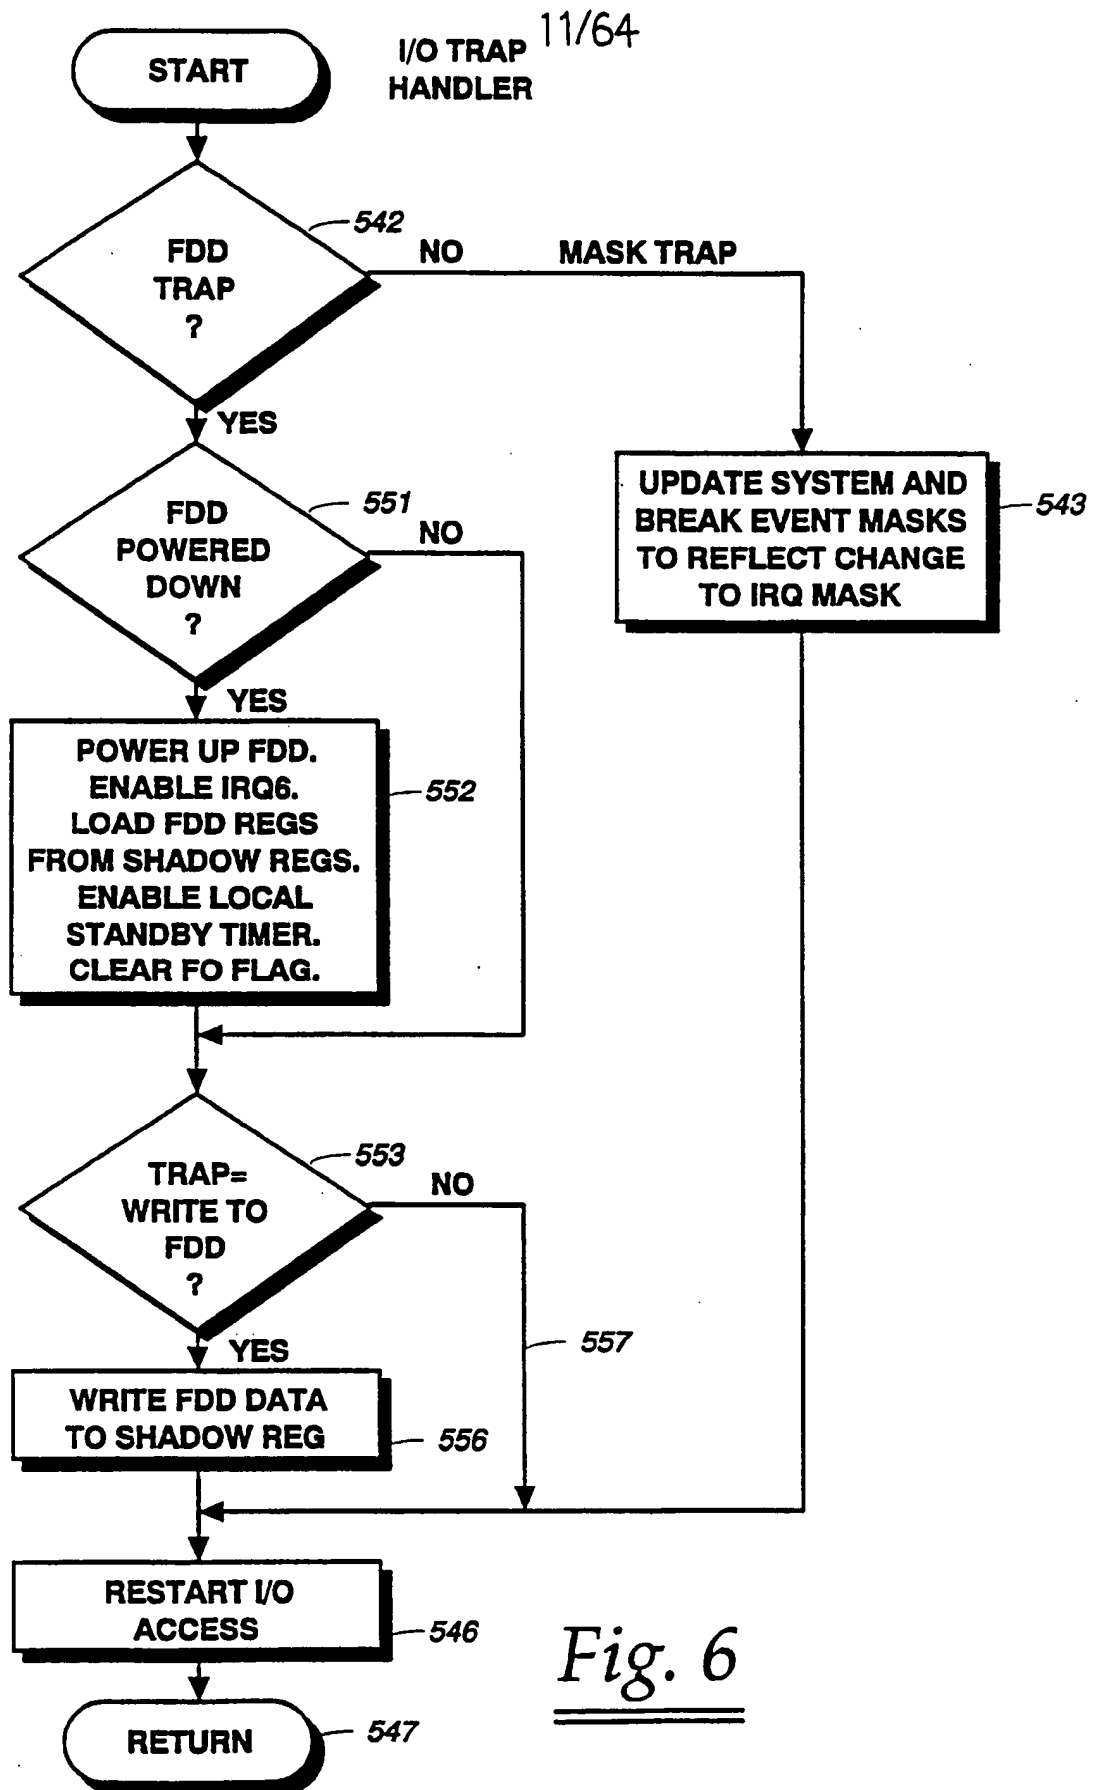 11/64
START
I/O TRAP
HANDLER
542
FDD
TRAP
?
NO
MASK TRAP
YES
551
FDD
POWERED
DOWN
?
NO
UPDATE SYSTEM AND
BREAK EVENT MASKS
TO REFLECT CHANGE
TO IRQ MASK
543
YES
POWER UP FDD.
ENABLE IRQ6.
LOAD FDD REGS
FROM SHADOW REGS.
ENABLE LOCAL
STANDBY TIMER.
CLEAR FO FLAG.
552
553
TRAP=
WRITE TO
FDD
?
NO
557
YES
WRITE FDD DATA
TO SHADOW REG
556
RESTART I/O
ACCESS
546
Fig. 6
RETURN
547